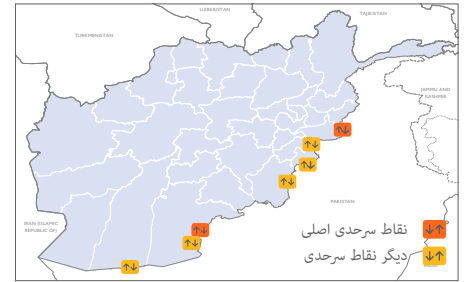 UZBEKISTAN
TAJIKISTAN
TURKMENISTAN
JAMMU AND
KASHMIR
PAKISTAN
IRAN (ISLAMIC
REPUBLIC OF)
نقاط سرحدی اصلی
دیگر نقاط سرحدی